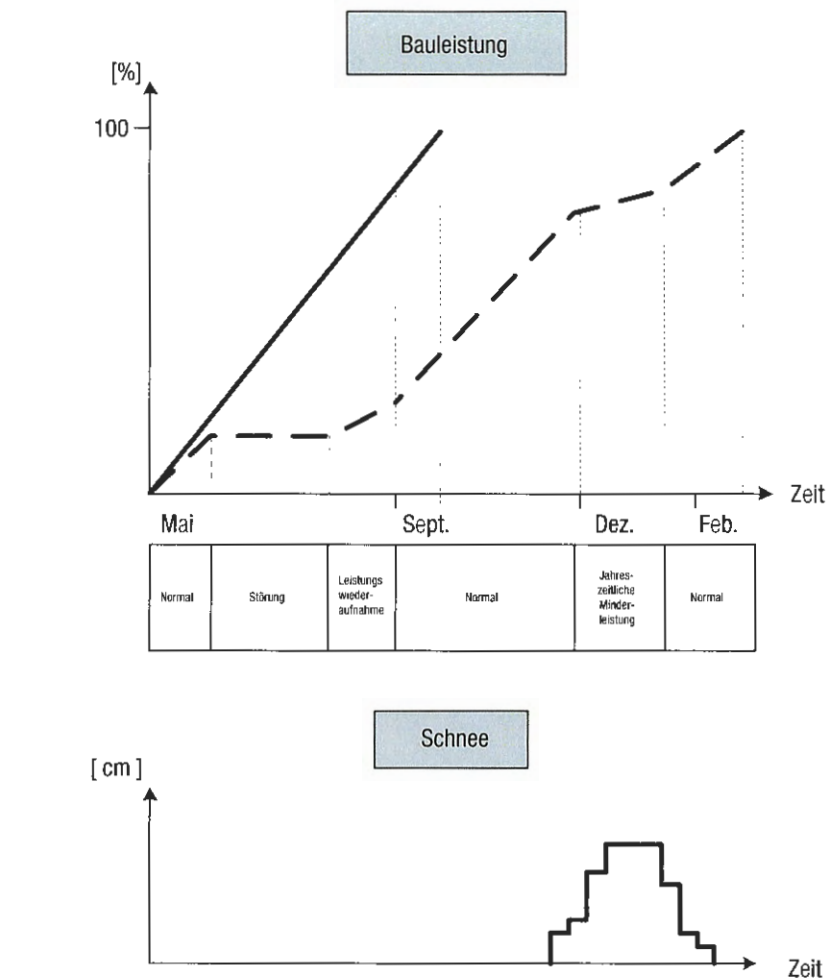 Bauleistung
[%]
100
Zeit
Mai
Sept.
Dez.
Feb.
Normal
Störung
Leistungs
wieder-
aufnahme
Normal
Jahres-
zeitliche
Minder-
leistung
Normal
Schnee
[ cm ]
Zeit